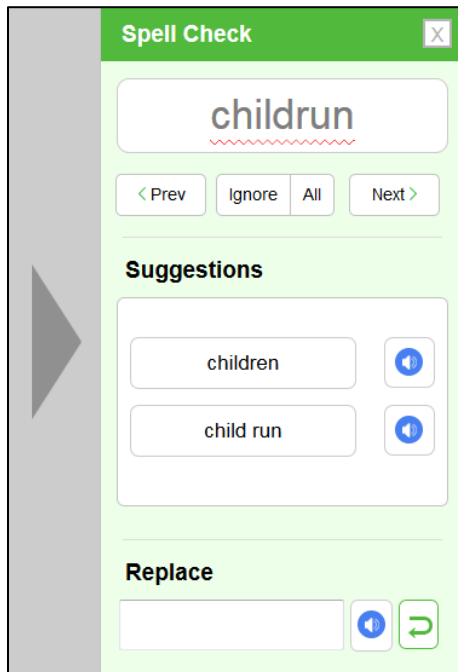 Spell Check X
childrun
< Prev Ignore All Next >
Suggestions
children
child run
Replace